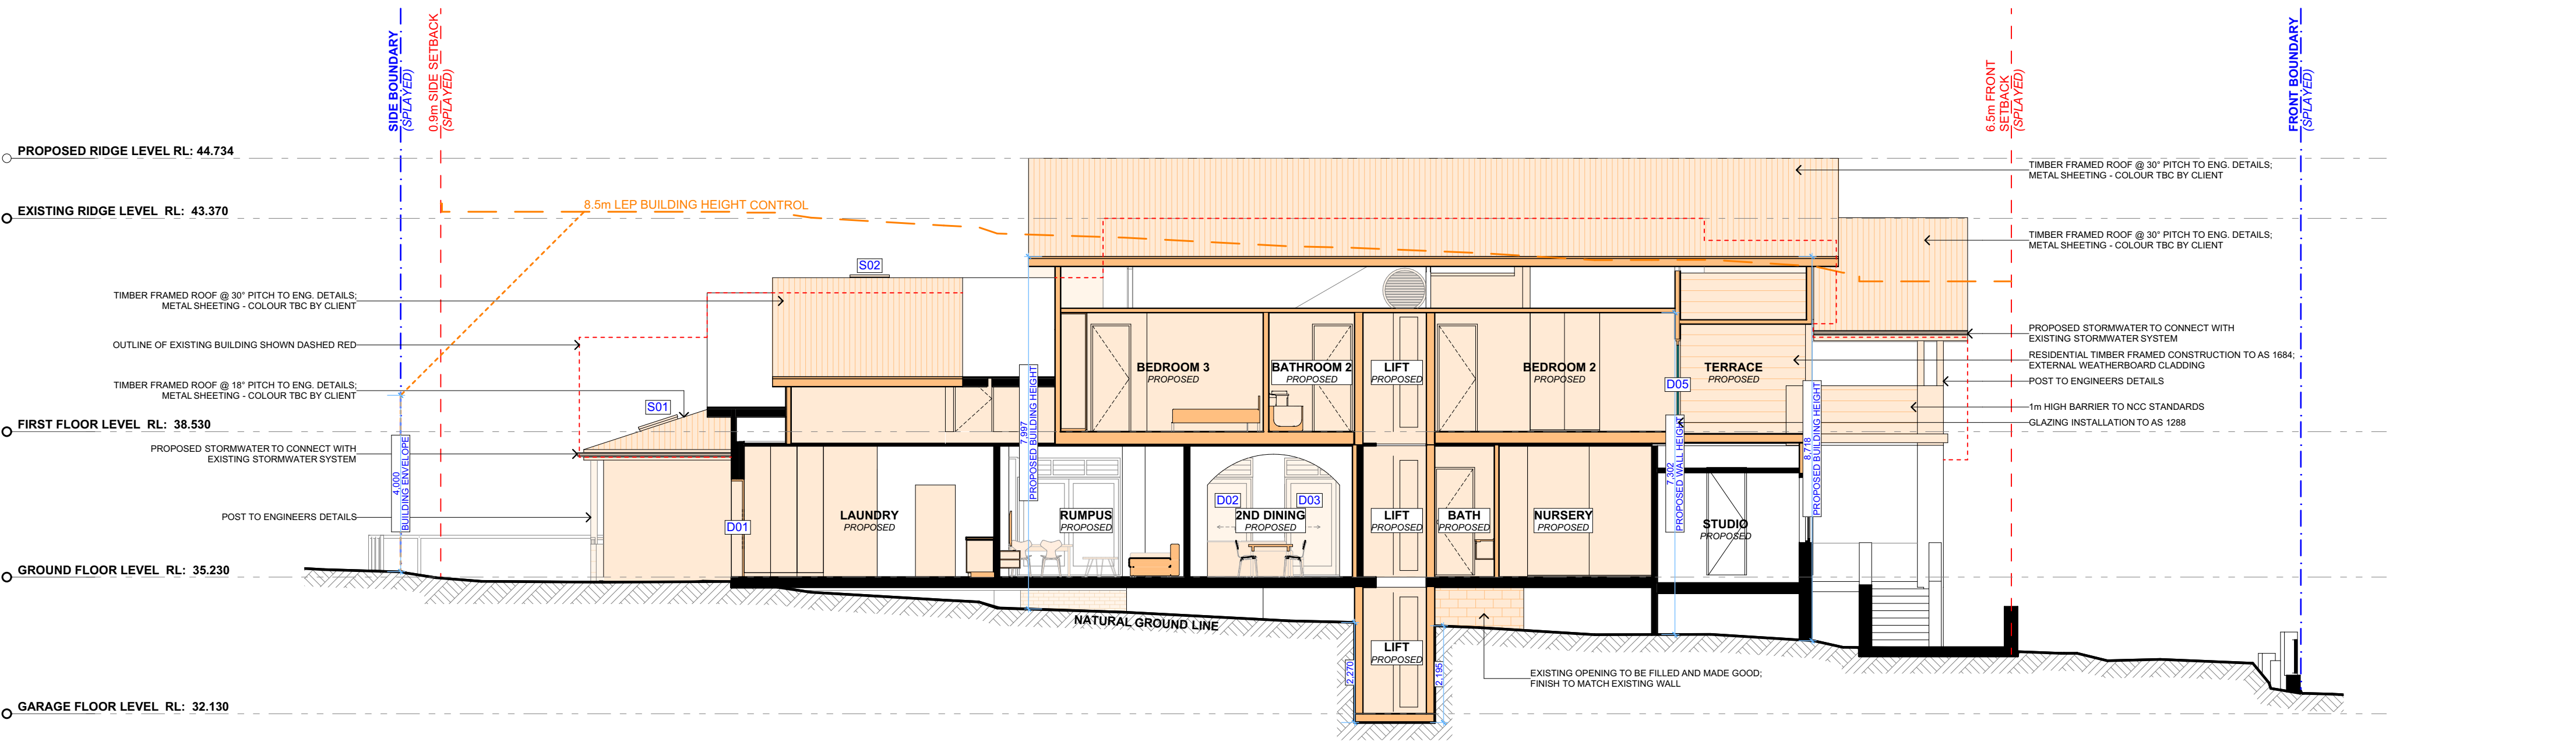 SIDE BOUNDARY
(SPLAYED)
0.9m SIDE SETBACK
(SPLAYED)
6.5m FRONT
SETBACK
(SPLAYED)
FRONT BOUNDARY
(SPLAYED)
PROPOSED RIDGE LEVEL RL: 44.734
EXISTING RIDGE LEVEL RL: 43.370
FIRST FLOOR LEVEL RL: 38.530
GROUND FLOOR LEVEL RL: 35.230
GARAGE FLOOR LEVEL RL: 32.130
8.5m LEP BUILDING HEIGHT CONTROL
TIMBER FRAMED ROOF @ 30° PITCH TO ENG. DETAILS;
METAL SHEETING - COLOUR TBC BY CLIENT
OUTLINE OF EXISTING BUILDING SHOWN DASHED RED
TIMBER FRAMED ROOF @ 18° PITCH TO ENG. DETAILS;
METAL SHEETING - COLOUR TBC BY CLIENT
PROPOSED STORMWATER TO CONNECT WITH
EXISTING STORMWATER SYSTEM
POST TO ENGINEERS DETAILS
4,000
BUILDING ENVELOPE
S01
S02
D01
LAUNDRY
PROPOSED
RUMPUS
PROPOSED
7,997
PROPOSED BUILDING HEIGHT
D02
D03
2ND DINING
PROPOSED
BEDROOM 3
PROPOSED
BATHROOM 2
PROPOSED
LIFT
PROPOSED
BEDROOM 2
PROPOSED
TERRACE
PROPOSED
D05
LIFT
PROPOSED
BATH
PROPOSED
NURSERY
PROPOSED
STUDIO
PROPOSED
7,302
PROPOSED WALL HEIGHT
8,718
PROPOSED BUILDING HEIGHT
LIFT
PROPOSED
2,270
2,195
NATURAL GROUND LINE
EXISTING OPENING TO BE FILLED AND MADE GOOD;
FINISH TO MATCH EXISTING WALL
TIMBER FRAMED ROOF @ 30° PITCH TO ENG. DETAILS;
METAL SHEETING - COLOUR TBC BY CLIENT
TIMBER FRAMED ROOF @ 30° PITCH TO ENG. DETAILS;
METAL SHEETING - COLOUR TBC BY CLIENT
PROPOSED STORMWATER TO CONNECT WITH
EXISTING STORMWATER SYSTEM
RESIDENTIAL TIMBER FRAMED CONSTRUCTION TO AS 1684;
EXTERNAL WEATHERBOARD CLADDING
POST TO ENGINEERS DETAILS
1m HIGH BARRIER TO NCC STANDARDS
GLAZING INSTALLATION TO AS 1288